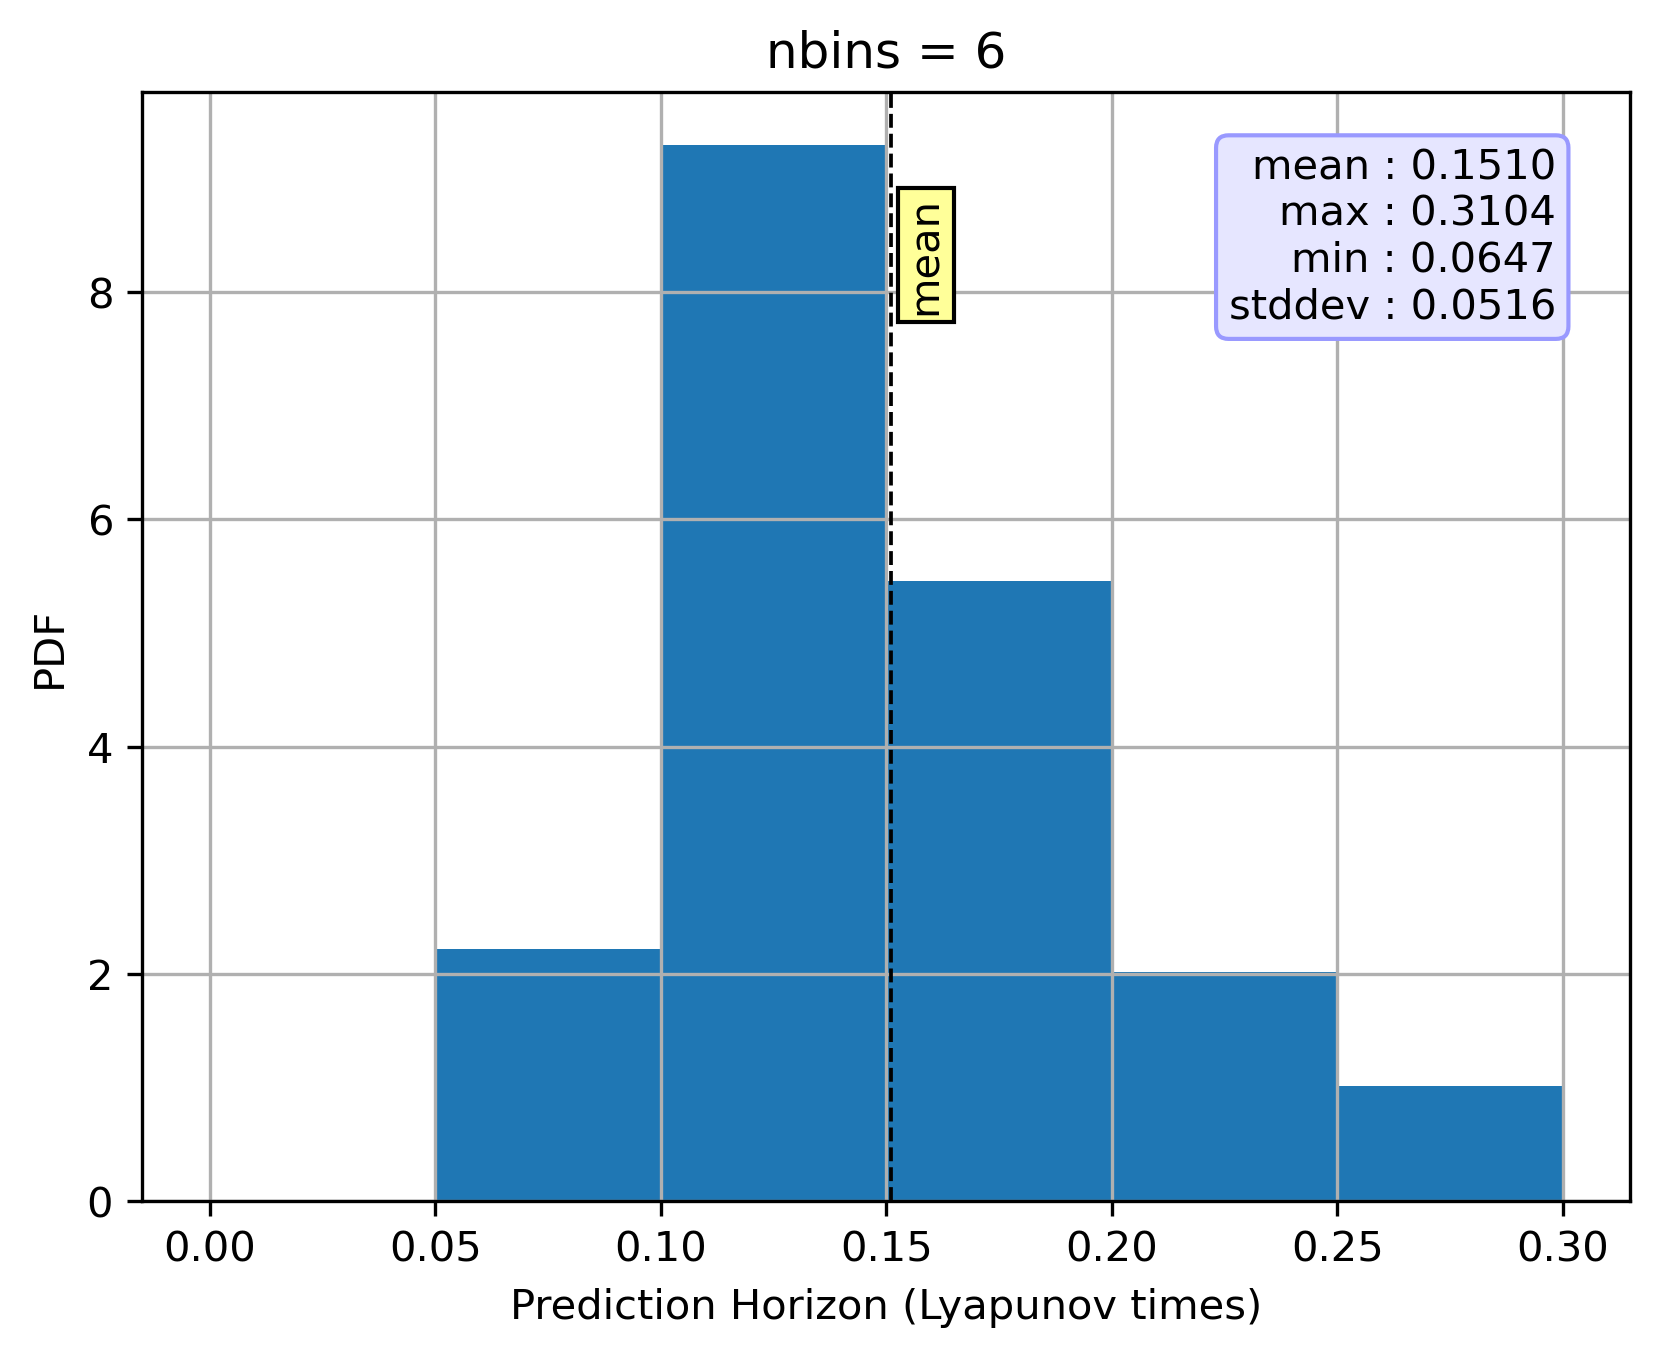 nbins = 6
mean : 0.1510
max : 0.3104
min : 0.0647
stddev : 0.0516
mean
PDF
8
6
4
2
0
0.00 0.05 0.10 0.15 0.20 0.25 0.30
Prediction Horizon (Lyapunov times)